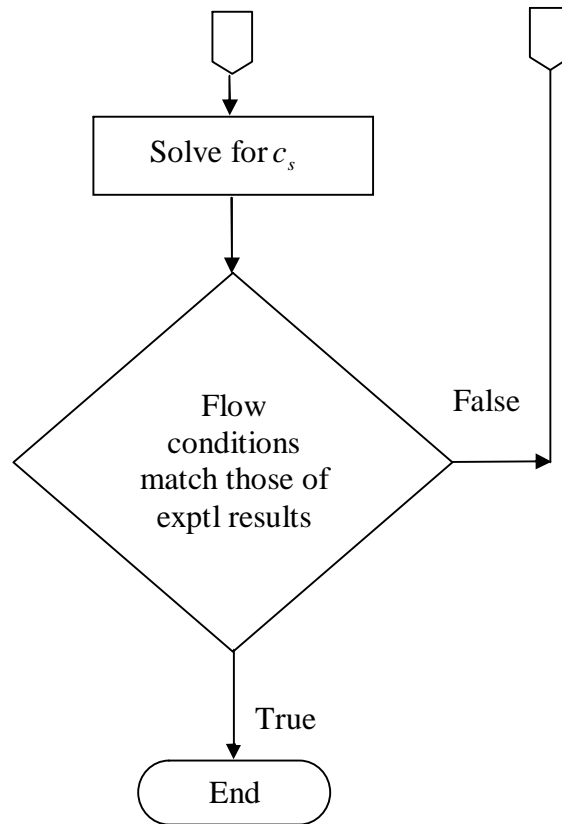 Solve for c_s
Flow
conditions
match those of
exptl results
False
True
End